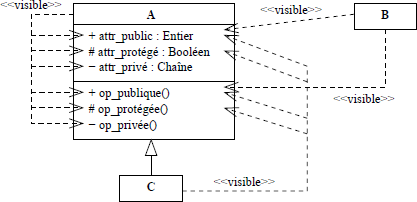 <<visible>>
A
B
<<visible>>
+ attr_public : Entier
# attr_protégé : Booléen
− attr_privé : Chaîne
+ op_publique()
<<visible>>
# op_protégée()
− op_privée()
C
<<visible>>